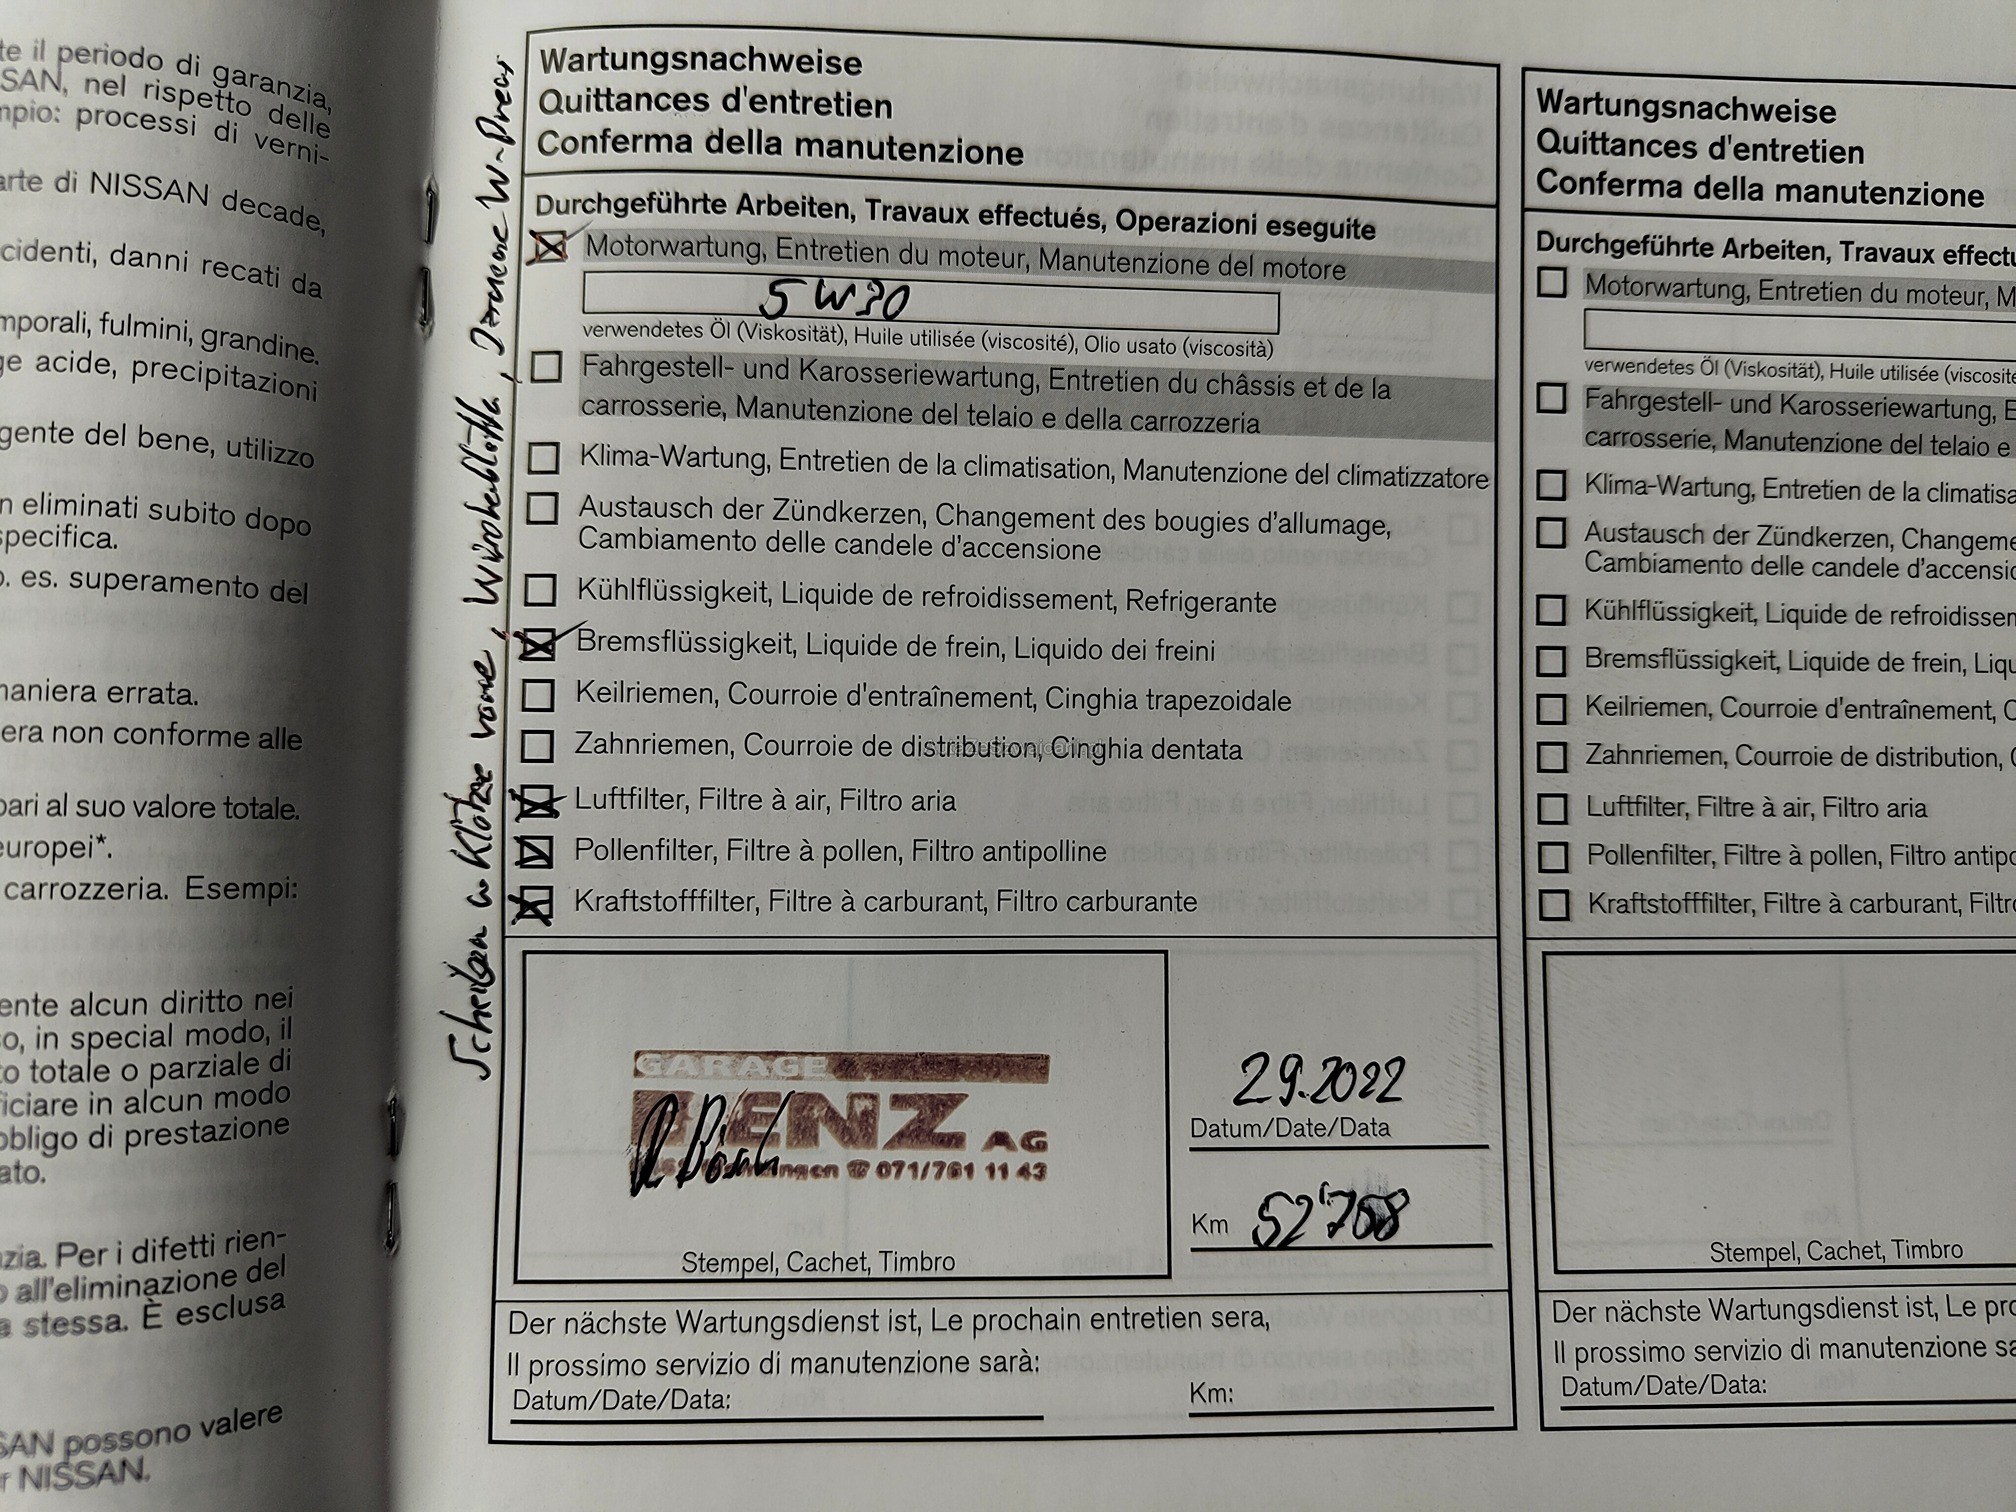 te il periodo di garanzia,
SSAN, nel rispetto delle
mpio: processi di verni-
arte di NISSAN decade,
cidenti, danni recati da
mporali, fulmini, grandine.
ge acide, precipitazioni
gente del bene, utilizzo
n eliminati subito dopo
specifica.
o. es. superamento del
naniera errata.
era non conforme alle
pari al suo valore totale.
europei*.
carrozzeria. Esempi:
ente alcun diritto nei
so, in special modo, il
to totale o parziale di
ficiare in alcun modo
obbligo di prestazione
ato.
zia. Per i difetti rien-
o all'eliminazione del
a stessa. È esclusa
SAN possono valere
r NISSAN.
Scheiben Klötze vorne, Wischerblätter,
Wartungsnachweise
Quittances d'entretien
Conferma della manutenzione
Durchgeführte Arbeiten, Travaux effectués, Operazioni eseguite
Motorwartung, Entretien du moteur, Manutenzione del motore
5W30
verwendetes Öl (Viskosität), Huile utilisée (viscosité), Olio usato (viscosità)
Fahrgestell- und Karosseriewartung, Entretien du châssis et de la
carrosserie, Manutenzione del telaio e della carrozzeria
Klima-Wartung, Entretien de la climatisation, Manutenzione del climatizzatore
Austausch der Zündkerzen, Changement des bougies d'allumage,
Cambiamento delle candele d'accensione
Kühlflüssigkeit, Liquide de refroidissement, Refrigerante
Bremsflüssigkeit, Liquide de frein, Liquido dei freini
Keilriemen, Courroie d'entraînement, Cinghia trapezoidale
Zahnriemen, Courroie de distribution, Cinghia dentata
Luftfilter, Filtre à air, Filtro aria
Pollenfilter, Filtre à pollen, Filtro antipolline
Kraftstofffilter, Filtre à carburant, Filtro carburante
GARAGE
BENZ AG
071/761 11 43
Stempel, Cachet, Timbro
2.9.2022
Datum/Date/Data
Km 52'768
Der nächste Wartungsdienst ist, Le prochain entretien sera,
Il prossimo servizio di manutenzione sarà:
Datum/Date/Data: Km:
Wartungsnachweise
Quittances d'entretien
Conferma della manutenzione
Durchgeführte Arbeiten, Travaux effectu
Motorwartung, Entretien du moteur, M
verwendetes Öl (Viskosität), Huile utilisée (viscosite
Fahrgestell- und Karosseriewartung, E
carrosserie, Manutenzione del telaio e
Klima-Wartung, Entretien de la climatisa
Austausch der Zündkerzen, Changeme
Cambiamento delle candele d'accensio
Kühlflüssigkeit, Liquide de refroidissen
Bremsflüssigkeit, Liquide de frein, Liqu
Keilriemen, Courroie d'entraînement, C
Zahnriemen, Courroie de distribution, C
Luftfilter, Filtre à air, Filtro aria
Pollenfilter, Filtre à pollen, Filtro antipo
Kraftstofffilter, Filtre à carburant, Filtro
Stempel, Cachet, Timbro
Der nächste Wartungsdienst ist, Le pro
Il prossimo servizio di manutenzione sa
Datum/Date/Data: